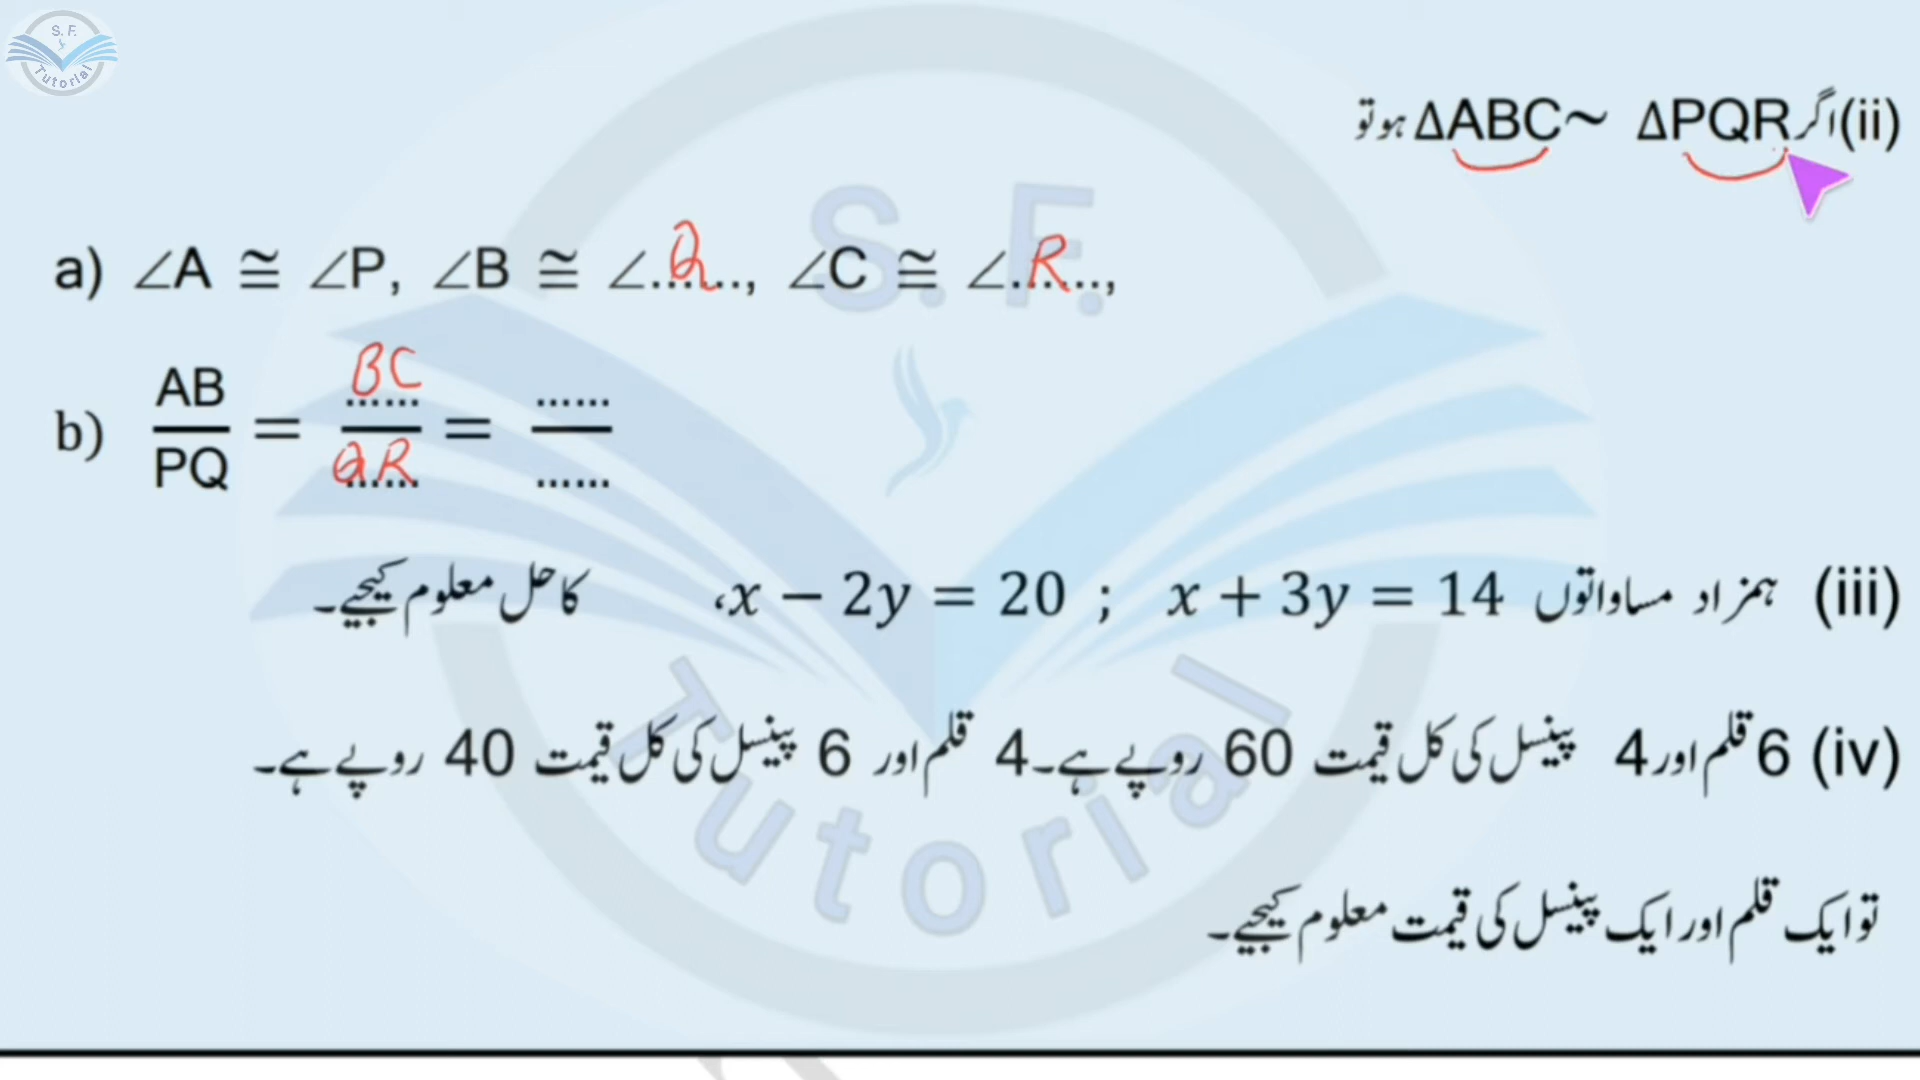 S. F.
Tutorial
(ii) اگر ΔABC ~ ΔPQR ہو تو
a) ∠A ≅ ∠P, ∠B ≅ ∠...Q..., ∠C ≅ ∠...R...,
b) AB/PQ = BC/QR = ....../......
(iii) ہمزاد مساواتوں x + 3y = 14 ; x − 2y = 20، کا حل معلوم کیجیے۔
(iv) 6 قلم اور 4 پینسل کی کل قیمت 60 روپے ہے۔ 4 قلم اور 6 پینسل کی کل قیمت 40 روپے ہے۔
تو ایک قلم اور ایک پینسل کی قیمت معلوم کیجیے۔
S. F.
Tutorial